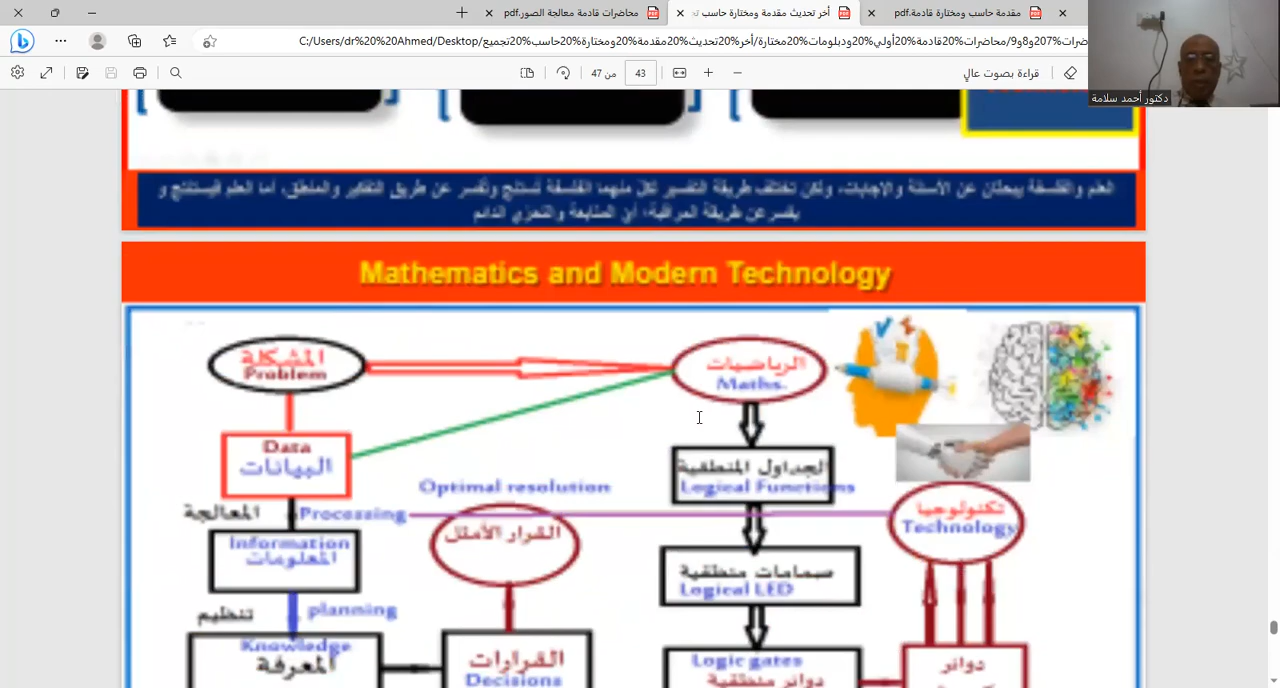 محاضرات قادمة معالجة الصور.pdf
أخر تحديث مقدمة ومختارة حاسب
مقدمة حاسب ومختارة قادمة.pdf
C:/Users/dr%20%20Ahmed/Desktop/تجميع%20حاسب%20ومختارة%20مقدمة%20تحديث%20أخر/مختارة%20ودبلومات%20أولي%20قادمة%20محاضرات/9و8و207%
43
من 47
قراءة بصوت عالٍ
دكتور أحمد سلامة
العلم والفلسفة يبحثان عن الأسئلة والاجابات، ولكن تختلف طريقة التفسير لكل منهما الفلسفة تستنتج وتفسر عن طريق التفكير والمنطق، أما العلم فيستنتج و
يفسر عن طريقة المراقبة، أي المتابعة والتحري الدائم
Mathematics and Modern Technology
المشكلة
Problem
الرياضيات
Maths.
Data
البيانات
الجداول المنطقية
Logical Functions
Optimal resolution
المعالجة
Processing
القرار الأمثل
تكنولوجيا
Technology
Information
المعلومات
صمامات منطقية
Logical LED
تنظيم
planning
Knowledge
المعرفة
القرارات
Decisions
Logic gates
دوائر منطقية
دوائر